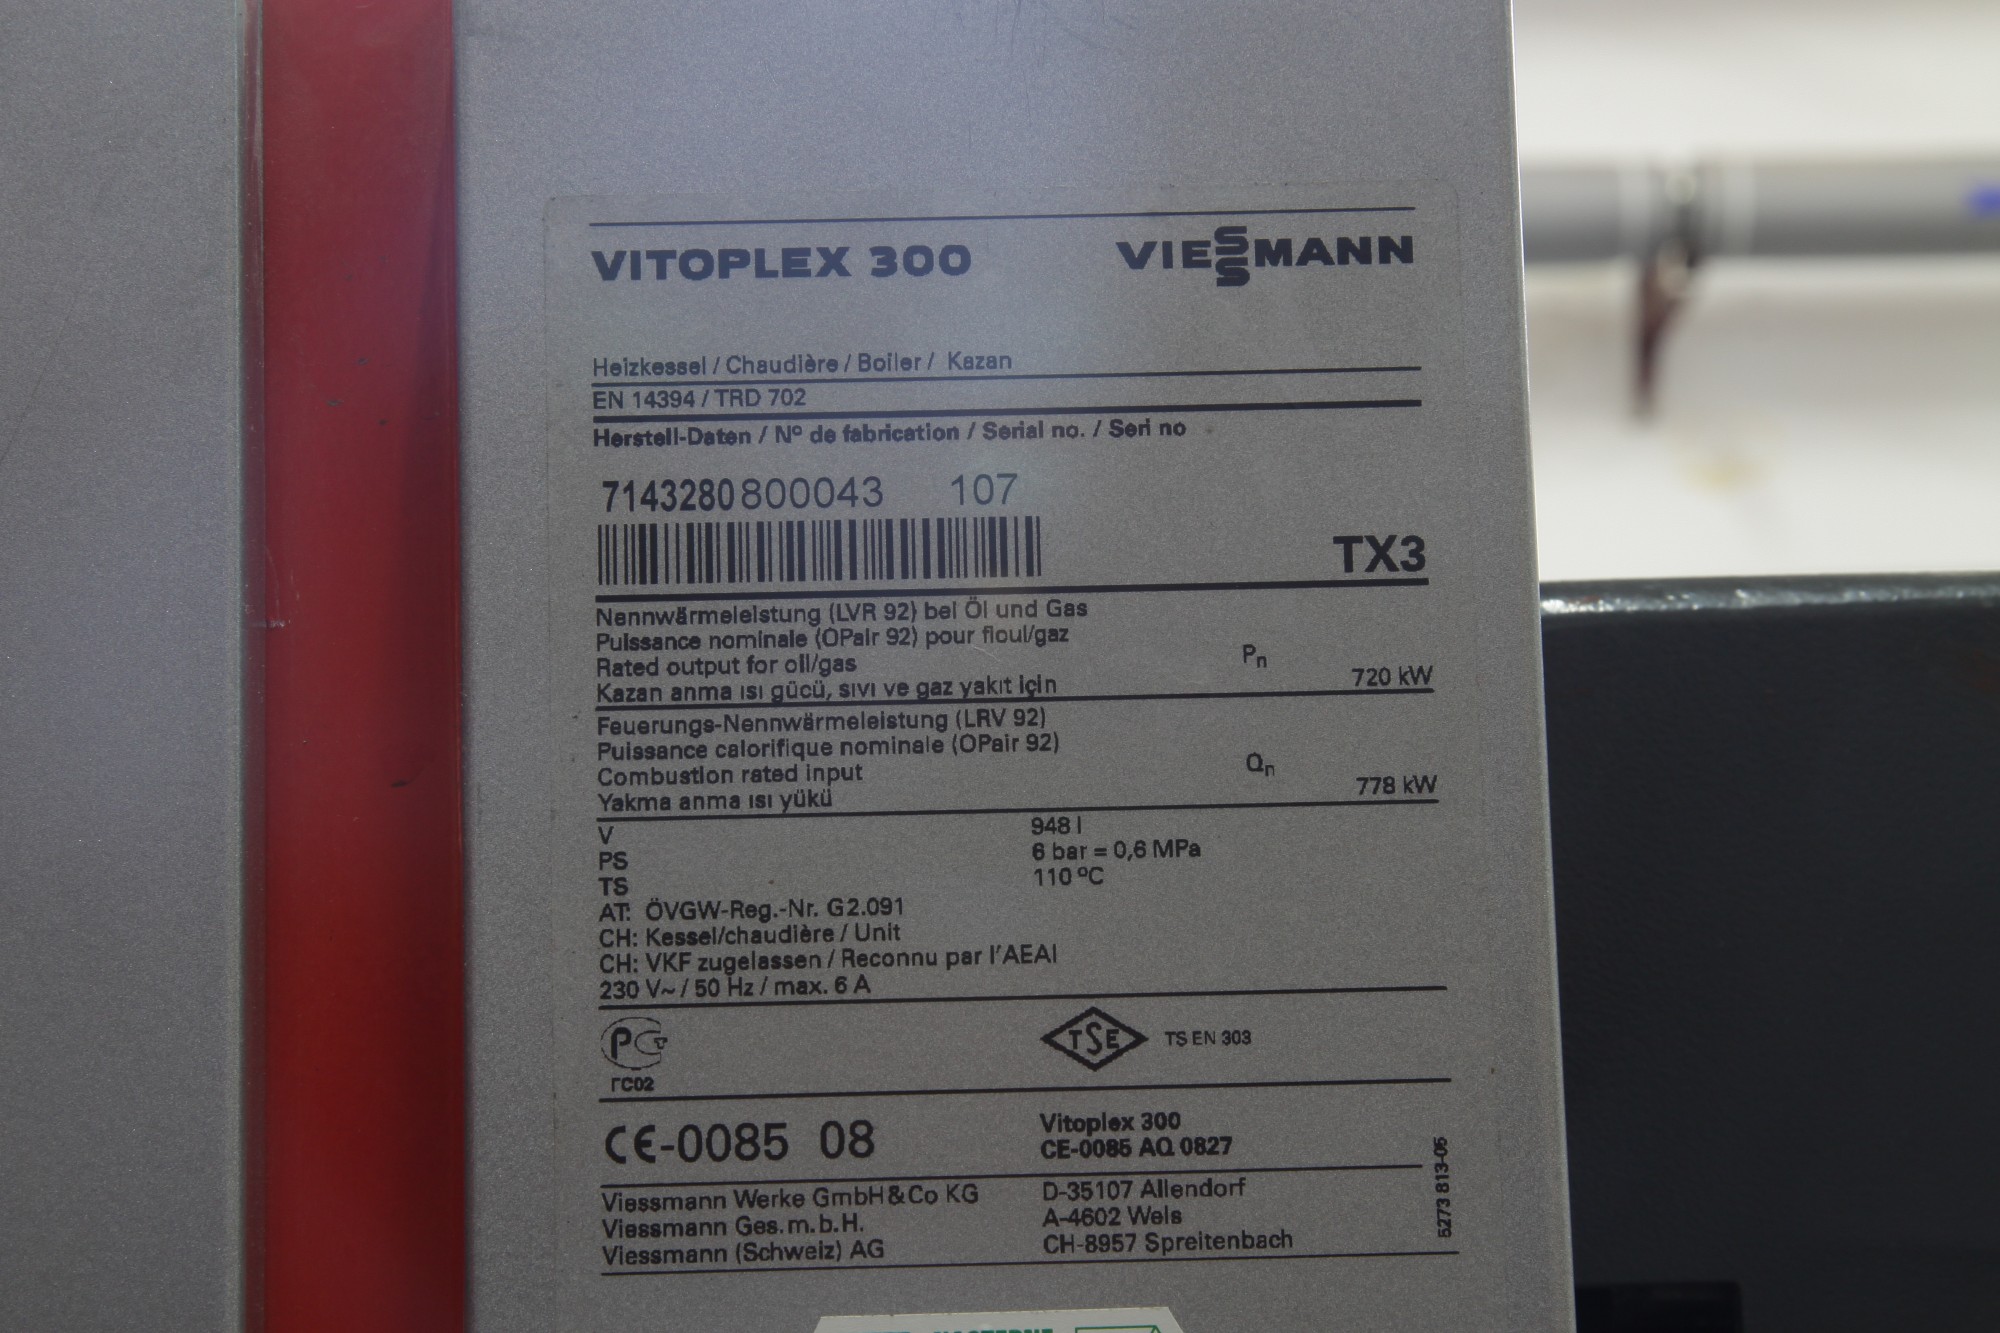 VITOPLEX 300
VIESSMANN
Heizkessel / Chaudière / Boiler / Kazan
EN 14394 / TRD 702
Herstell-Daten / Nº de fabrication / Serial no. / Seri no
7143280800043 107
TX3
Nennwärmeleistung (LVR 92) bei Öl und Gas
Puissance nominale (OPair 92) pour fioul/gaz
Rated output for oil/gas
Kazan anma ısı gücü, sıvı ve gaz yakıt için
Pn
720 kW
Feuerungs-Nennwärmeleistung (LRV 92)
Puissance calorifique nominale (OPair 92)
Combustion rated input
Yakma anma ısı yükü
Qn
778 kW
V 948 l
PS 6 bar = 0,6 MPa
TS 110 ºC
AT: ÖVGW-Reg.-Nr. G2.091
CH: Kessel/chaudière / Unit
CH: VKF zugelassen / Reconnu par l'AEAI
230 V~ / 50 Hz / max. 6 A
PC
ГС02
TSE TS EN 303
CE-0085 08
Vitoplex 300
CE-0085 AQ 0827
Viessmann Werke GmbH&Co KG D-35107 Allendorf
Viessmann Ges.m.b.H. A-4602 Wels
Viessmann (Schweiz) AG CH-8957 Spreitenbach
5273 813-05